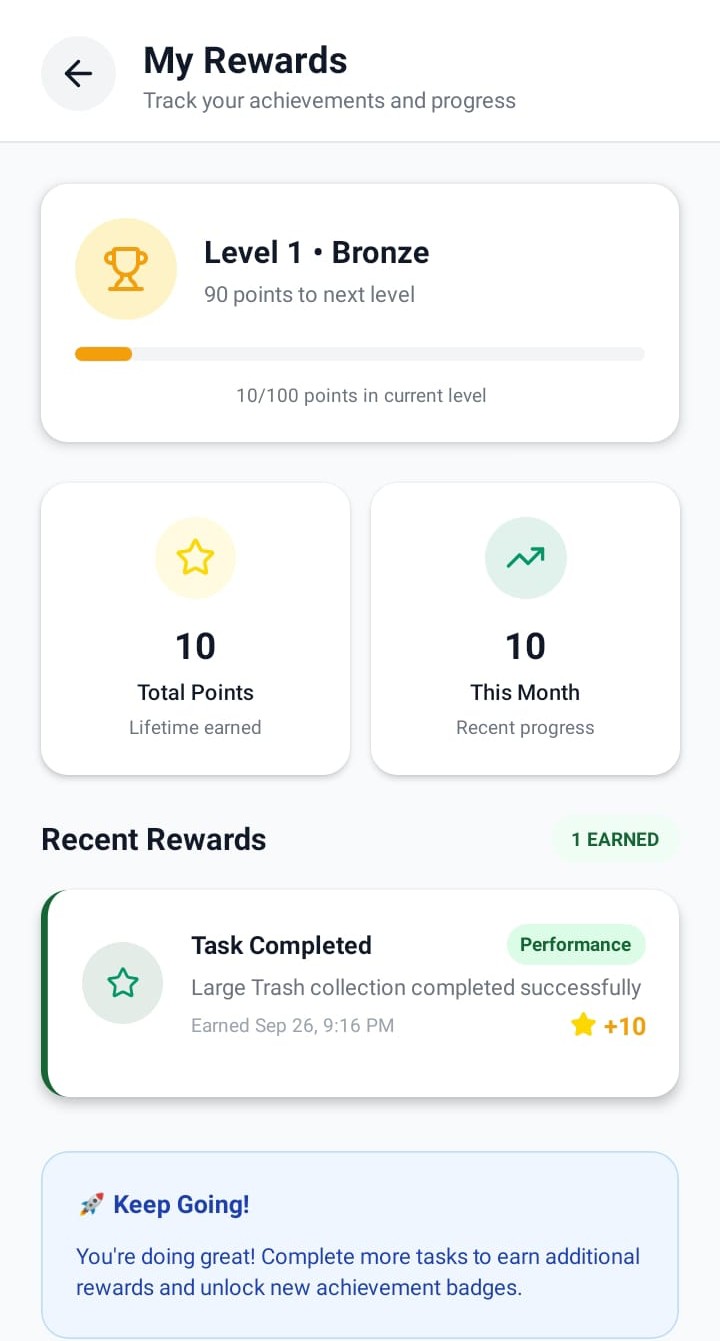 My Rewards
Track your achievements and progress
Level 1 • Bronze
90 points to next level
10/100 points in current level
10
Total Points
Lifetime earned
10
This Month
Recent progress
Recent Rewards
1 EARNED
Task Completed
Performance
Large Trash collection completed successfully
Earned Sep 26, 9:16 PM
+10
🚀 Keep Going!
You're doing great! Complete more tasks to earn additional
rewards and unlock new achievement badges.